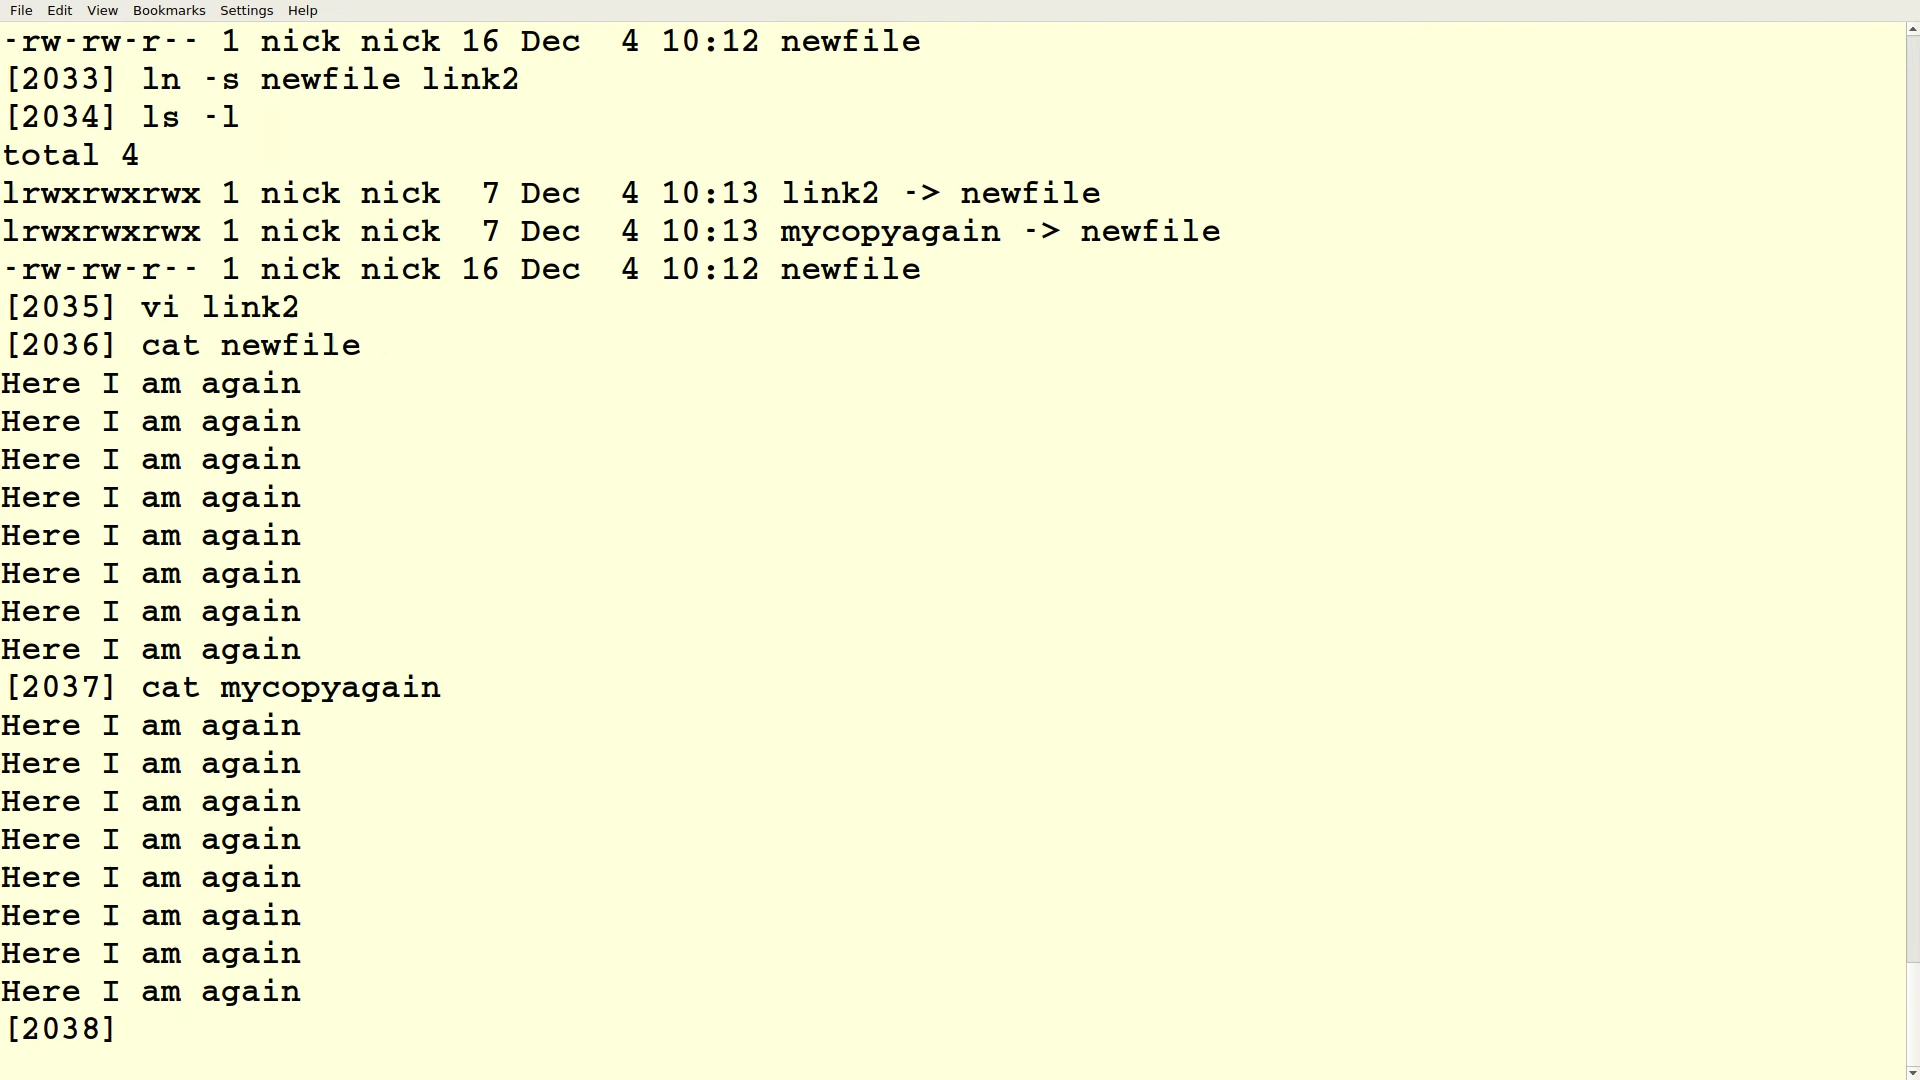 File Edit View Bookmarks Settings Help
-rw-rw-r-- 1 nick nick 16 Dec  4 10:12 newfile
[2033] ln -s newfile link2
[2034] ls -l
total 4
lrwxrwxrwx 1 nick nick  7 Dec  4 10:13 link2 -> newfile
lrwxrwxrwx 1 nick nick  7 Dec  4 10:13 mycopyagain -> newfile
-rw-rw-r-- 1 nick nick 16 Dec  4 10:12 newfile
[2035] vi link2
[2036] cat newfile
Here I am again
Here I am again
Here I am again
Here I am again
Here I am again
Here I am again
Here I am again
Here I am again
[2037] cat mycopyagain
Here I am again
Here I am again
Here I am again
Here I am again
Here I am again
Here I am again
Here I am again
Here I am again
[2038]